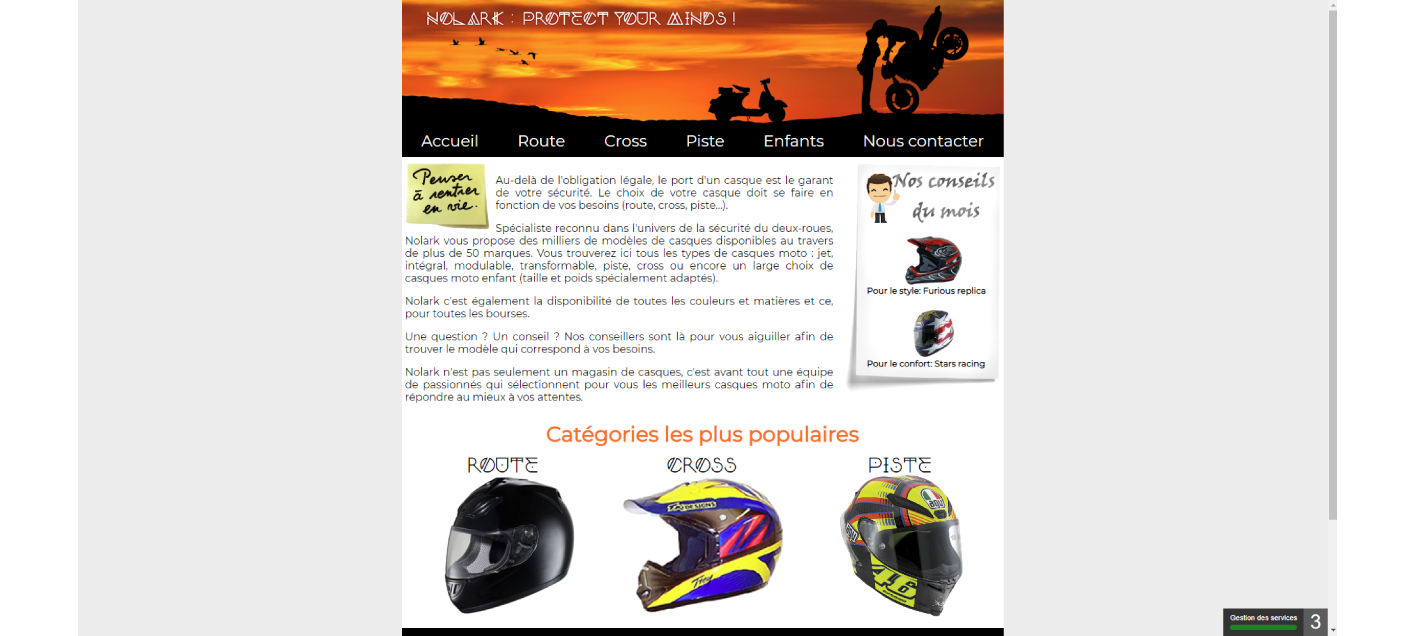 NOLARK : PROTECT YOUR MINDS !
Accueil Route Cross Piste Enfants Nous contacter
Penser
à rentrer
en vie.
Au-delà de l'obligation légale, le port d'un casque est le garant
de votre sécurité. Le choix de votre casque doit se faire en
fonction de vos besoins (route, cross, piste...).
Spécialiste reconnu dans l'univers de la sécurité du deux-roues,
Nolark vous propose des milliers de modèles de casques disponibles au travers
de plus de 50 marques. Vous trouverez ici tous les types de casques moto : jet,
intégral, modulable, transformable, piste, cross ou encore un large choix de
casques moto enfant (taille et poids spécialement adaptés).
Nolark c'est également la disponibilité de toutes les couleurs et matières et ce,
pour toutes les bourses.
Une question ? Un conseil ? Nos conseillers sont là pour vous aiguiller afin de
trouver le modèle qui correspond à vos besoins.
Nolark n'est pas seulement un magasin de casques, c'est avant tout une équipe
de passionnés qui sélectionnent pour vous les meilleurs casques moto afin de
répondre au mieux à vos attentes.
Nos conseils
du mois
Pour le style: Furious replica
Pour le confort: Stars racing
Catégories les plus populaires
ROUTE
CROSS
PISTE
DESIGNS
Troy
agv
AGV
46
Gestion des services 3